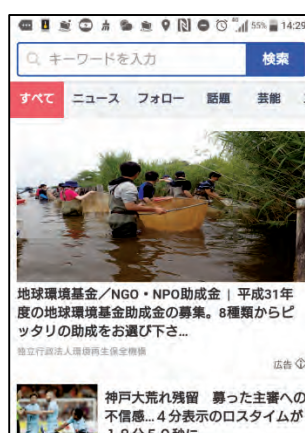 55% 14:29
キーワードを入力 検索
すべて ニュース フォロー 話題 芸能
地球環境基金／NGO・NPO助成金｜平成31年
度の地球環境基金助成金の募集。8種類からピ
ッタリの助成をお選び下さ...
独立行政法人環境再生保全機構
広告
神戸大荒れ残留 募った主審への
不信感...４分表示のロスタイムが